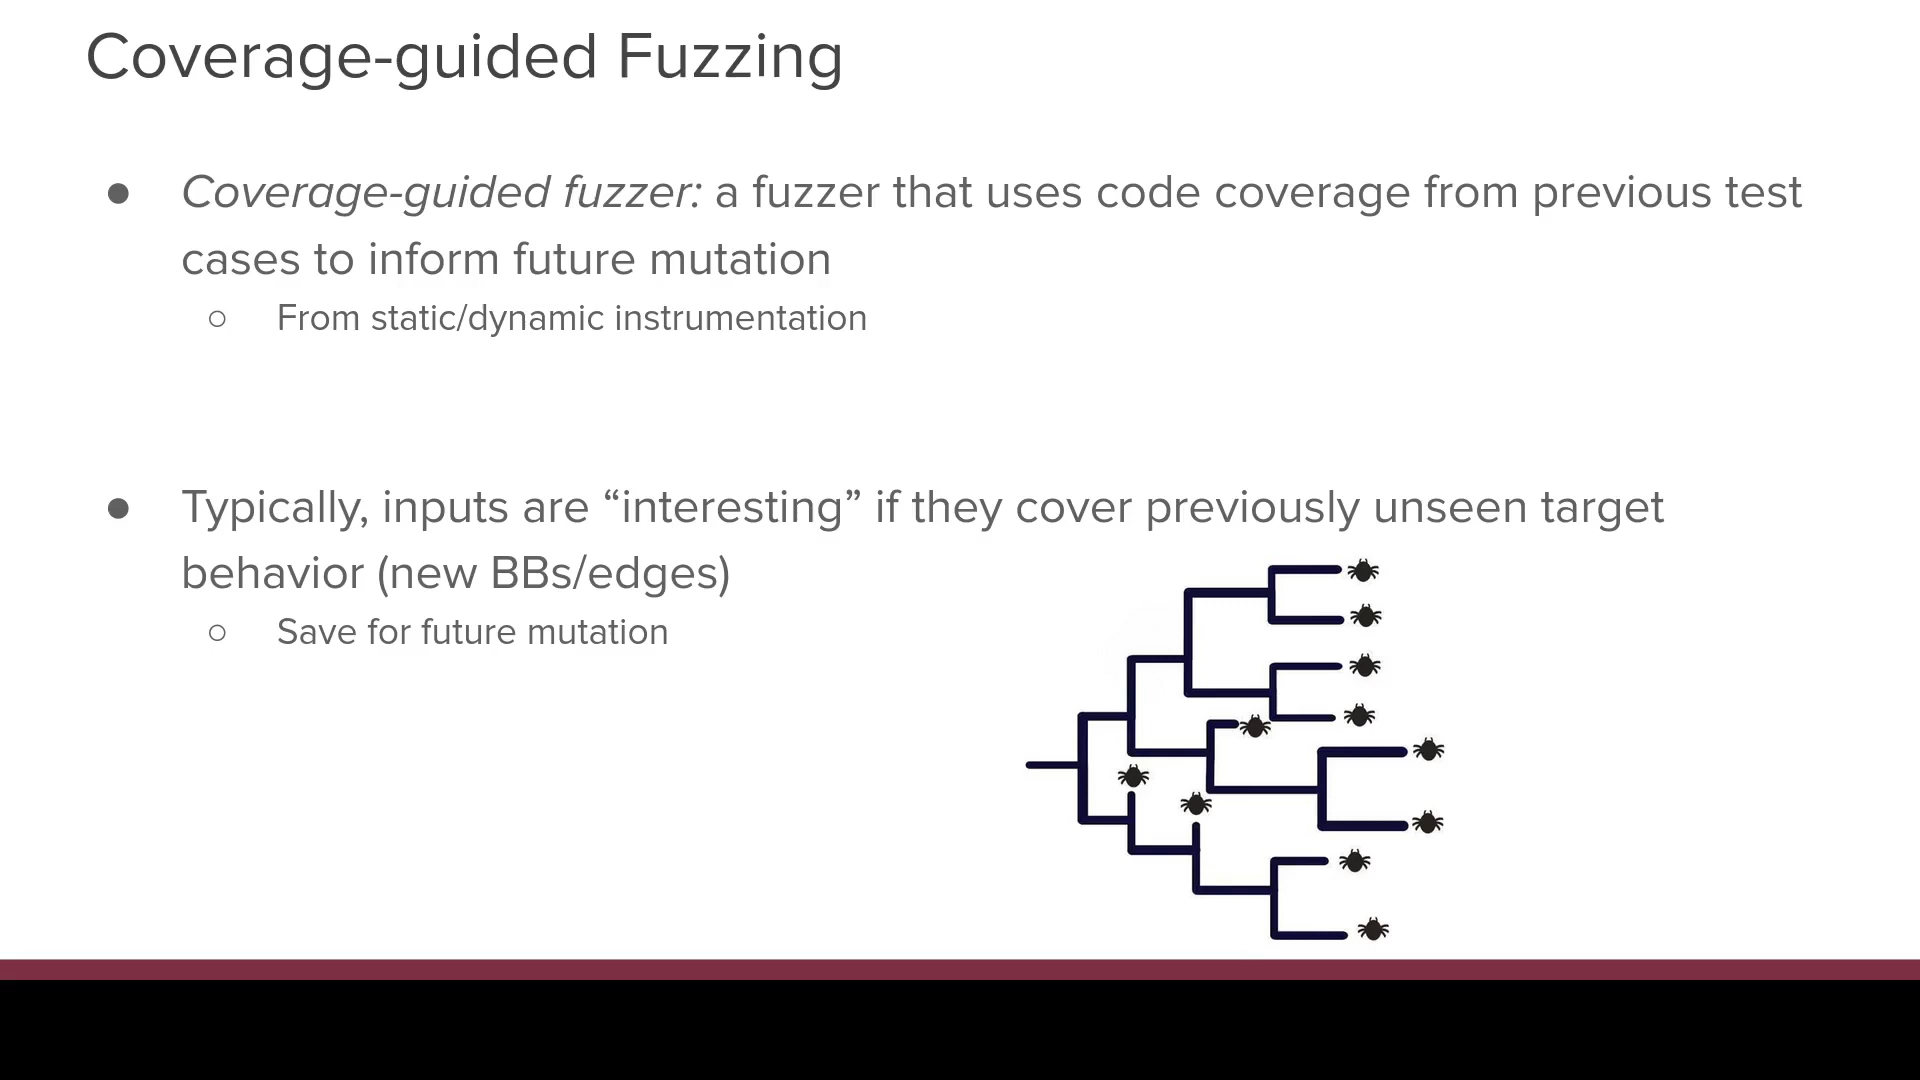 Coverage-guided Fuzzing
● Coverage-guided fuzzer: a fuzzer that uses code coverage from previous test
cases to inform future mutation
○ From static/dynamic instrumentation
● Typically, inputs are “interesting” if they cover previously unseen target
behavior (new BBs/edges)
○ Save for future mutation